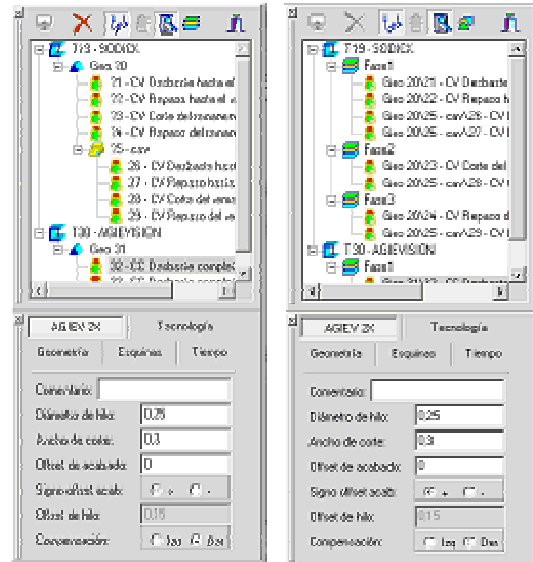 T19 - SODICK
Geo 20
21 - CV Desbaste hasta el
22 - CV Repaso hasta el
23 - CV Corte del
24 - CV Repaso del
25 - cav
26 - CV Desbaste hast
27 - CV Repaso hasta
28 - CV Corte del
29 - CV Repaso del
T30 - AGIEVISION
Geo 31
32 - CC Desbaste comple
AGIEV 2X
Tecnología
Geometría
Esquinas
Tiempo
Comentario:
Diámetro de hilo: 0,25
Ancho de corte: 0,3
Offset de acabado: 0
Signo offset acab: + -
Offset de hilo: 0,15
Compensación: Izq Der
T19 - SODICK
Fase1
Geo 20\21 - CV Desbaste
Geo 20\22 - CV Repaso h
Geo 20\25 - cav\26 - CV
Geo 20\25 - cav\27 - CV
Fase2
Geo 20\23 - CV Corte del
Geo 20\25 - cav\28 - CV
Fase3
Geo 20\24 - CV Repaso d
Geo 20\25 - cav\29 - CV
T30 - AGIEVISION
Fase1
AGIEV 2X
Tecnología
Geometría
Esquinas
Tiempo
Comentario:
Diámetro de hilo: 0,25
Ancho de corte: 0,3
Offset de acabado: 0
Signo offset acab: + -
Offset de hilo: 0,15
Compensación: Izq Der